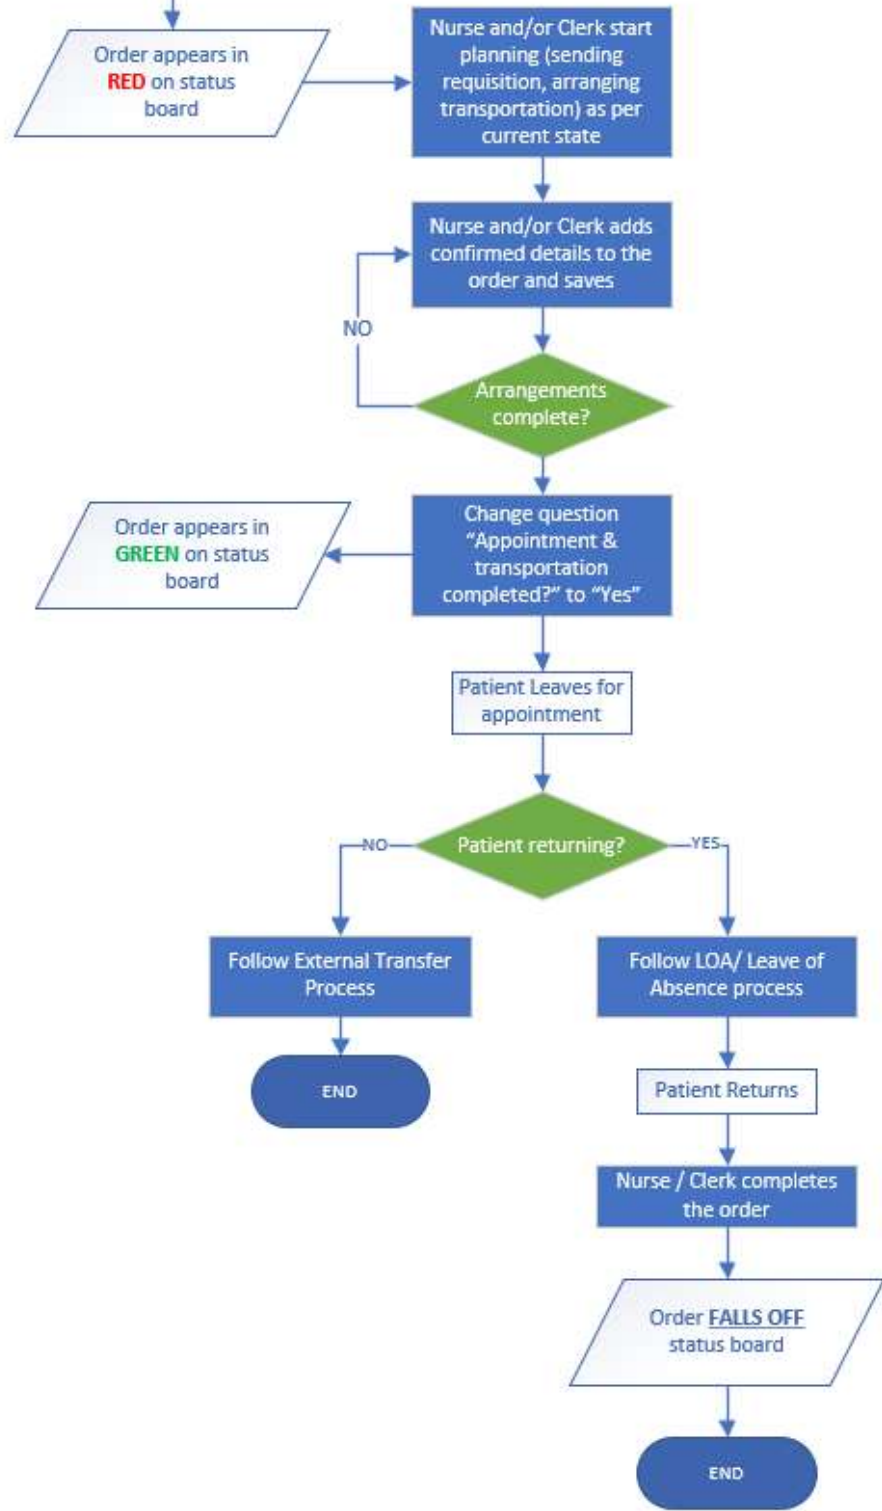 Order appears in
RED on status
board
Nurse and/or Clerk start
planning (sending
requisition, arranging
transportation) as per
current state
Nurse and/or Clerk adds
confirmed details to the
order and saves
NO
Arrangements
complete?
Order appears in
GREEN on status
board
Change question
“Appointment &
transportation
completed?” to “Yes”
Patient Leaves for
appointment
NO
Patient returning?
YES
Follow External Transfer
Process
END
Follow LOA/ Leave of
Absence process
Patient Returns
Nurse / Clerk completes
the order
Order FALLS OFF
status board
END